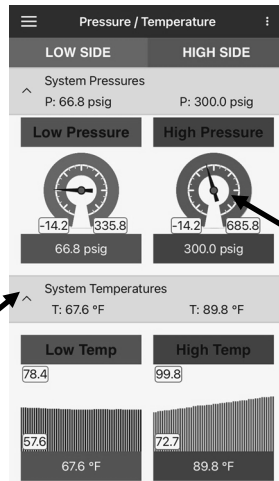 Pressure / Temperature
LOW SIDE HIGH SIDE
System Pressures
P: 66.8 psig P: 300.0 psig
Low Pressure High Pressure
-14.2 335.8 -14.2 685.8
66.8 psig 300.0 psig
System Temperatures
T: 67.6 °F T: 89.8 °F
Low Temp High Temp
78.4 99.8
57.6 72.7
67.6 °F 89.8 °F